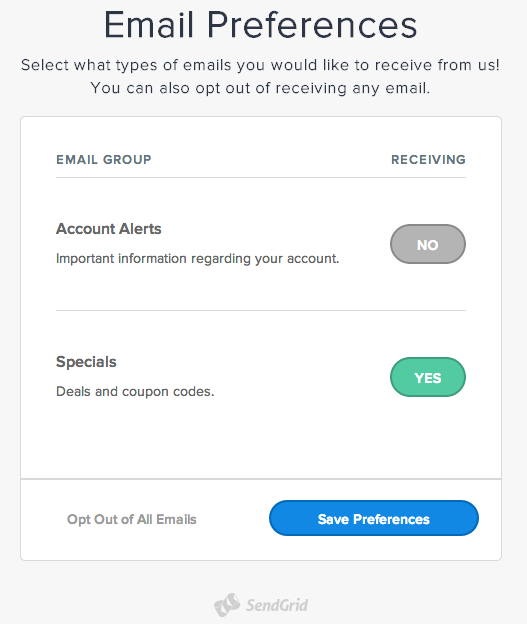 Email Preferences
Select what types of emails you would like to receive from us!
You can also opt out of receiving any email.
EMAIL GROUP RECEIVING
Account Alerts
NO
Important information regarding your account.
Specials
YES
Deals and coupon codes.
Opt Out of All Emails Save Preferences
SendGrid